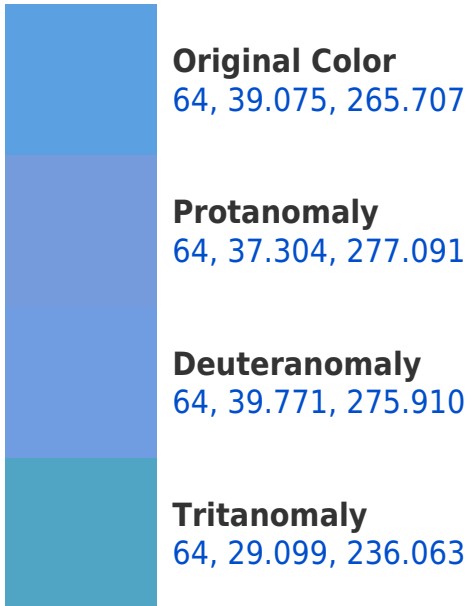 Original Color
64, 39.075, 265.707
Protanomaly
64, 37.304, 277.091
Deuteranomaly
64, 39.771, 275.910
Tritanomaly
64, 29.099, 236.063